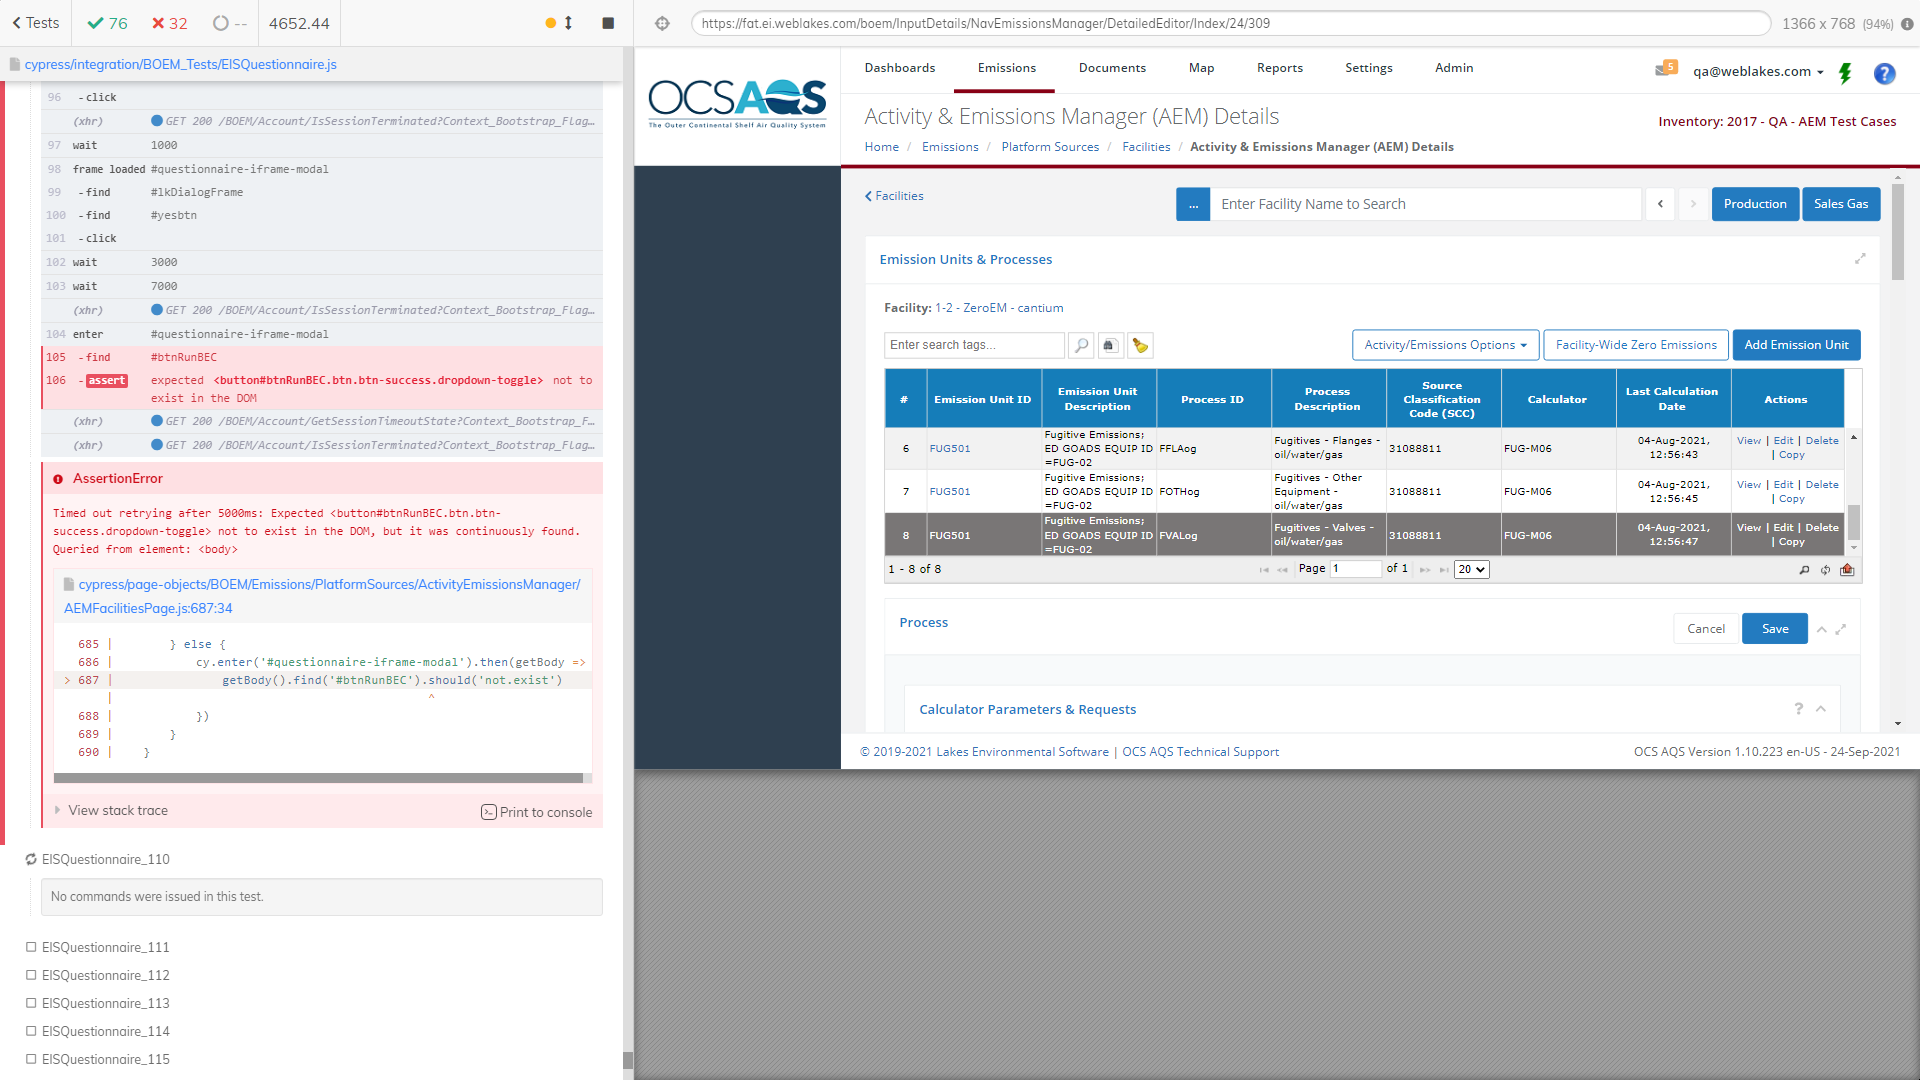 Tests
76
32
--
4652.44
cypress/integration/BOEM_Tests/EISQuestionnaire.js
96 - click
(xhr) GET 200 /BOEM/Account/IsSessionTerminated?Context_Bootstrap_Flag…
97 wait 1000
98 frame loaded #questionnaire-iframe-modal
99 - find #lkDialogFrame
100 - find #yesbtn
101 - click
102 wait 3000
103 wait 7000
(xhr) GET 200 /BOEM/Account/IsSessionTerminated?Context_Bootstrap_Flag…
104 enter #questionnaire-iframe-modal
105 - find #btnRunBEC
106 - assert expected <button#btnRunBEC.btn.btn-success.dropdown-toggle> not to
exist in the DOM
(xhr) GET 200 /BOEM/Account/GetSessionTimeoutState?Context_Bootstrap_F…
(xhr) GET 200 /BOEM/Account/IsSessionTerminated?Context_Bootstrap_Flag…
AssertionError
Timed out retrying after 5000ms: Expected <button#btnRunBEC.btn.btn-
success.dropdown-toggle> not to exist in the DOM, but it was continuously found.
Queried from element: <body>
cypress/page-objects/BOEM/Emissions/PlatformSources/ActivityEmissionsManager/
AEMFacilitiesPage.js:687:34
685 | } else {
686 | cy.enter('#questionnaire-iframe-modal').then(getBody =>
> 687 | getBody().find('#btnRunBEC').should('not.exist')
| ^
688 | })
689 | }
690 | }
View stack trace
Print to console
EISQuestionnaire_110
No commands were issued in this test.
EISQuestionnaire_111
EISQuestionnaire_112
EISQuestionnaire_113
EISQuestionnaire_114
EISQuestionnaire_115
https://fat.ei.weblakes.com/boem/InputDetails/NavEmissionsManager/DetailedEditor/Index/24/309
1366 x 768 (94%)
OCSAQS
The Outer Continental Shelf Air Quality System
Dashboards Emissions Documents Map Reports Settings Admin
5
qa@weblakes.com
?
Activity & Emissions Manager (AEM) Details
Inventory: 2017 - QA - AEM Test Cases
Home / Emissions / Platform Sources / Facilities / Activity & Emissions Manager (AEM) Details
Facilities
...
Enter Facility Name to Search
Production
Sales Gas
Emission Units & Processes
Facility: 1-2 - ZeroEM - cantium
Enter search tags...
Activity/Emissions Options
Facility-Wide Zero Emissions
Add Emission Unit
# Emission Unit ID Emission Unit Description Process ID Process Description Source Classification Code (SCC) Calculator Last Calculation Date Actions
6 FUG501 Fugitive Emissions; ED GOADS EQUIP ID =FUG-02 FFLAog Fugitives - Flanges - oil/water/gas 31088811 FUG-M06 04-Aug-2021, 12:56:43 View | Edit | Delete | Copy
7 FUG501 Fugitive Emissions; ED GOADS EQUIP ID =FUG-02 FOTHog Fugitives - Other Equipment - oil/water/gas 31088811 FUG-M06 04-Aug-2021, 12:56:45 View | Edit | Delete | Copy
8 FUG501 Fugitive Emissions; ED GOADS EQUIP ID =FUG-02 FVALog Fugitives - Valves - oil/water/gas 31088811 FUG-M06 04-Aug-2021, 12:56:47 View | Edit | Delete | Copy
1 - 8 of 8
Page 1 of 1
20
Process
Cancel
Save
Calculator Parameters & Requests
?
© 2019-2021 Lakes Environmental Software | OCS AQS Technical Support
OCS AQS Version 1.10.223 en-US - 24-Sep-2021